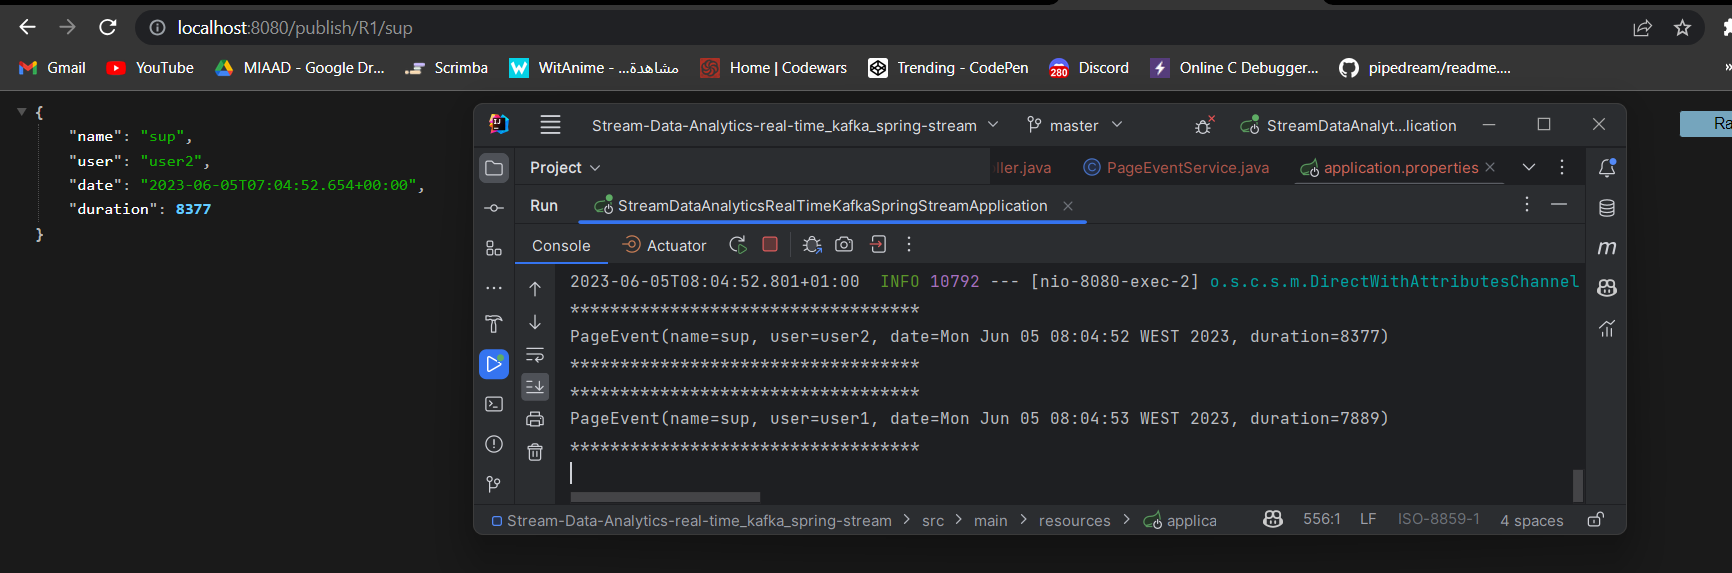 localhost:8080/publish/R1/sup
Gmail YouTube MIAAD - Google Dr... Scrimba WitAnime - ...مشاهدة Home | Codewars Trending - CodePen 280 Discord Online C Debugger... pipedream/readme.... »
{
"name": "sup",
"user": "user2",
"date": "2023-06-05T07:04:52.654+00:00",
"duration": 8377
}
Ra
IJ Stream-Data-Analytics-real-time_kafka_spring-stream master StreamDataAnalyt...lication
Project ller.java PageEventService.java application.properties
Run StreamDataAnalyticsRealTimeKafkaSpringStreamApplication
Console Actuator
2023-06-05T08:04:52.801+01:00 INFO 10792 --- [nio-8080-exec-2] o.s.c.s.m.DirectWithAttributesChannel
***********************************
PageEvent(name=sup, user=user2, date=Mon Jun 05 08:04:52 WEST 2023, duration=8377)
***********************************
***********************************
PageEvent(name=sup, user=user1, date=Mon Jun 05 08:04:53 WEST 2023, duration=7889)
***********************************
Stream-Data-Analytics-real-time_kafka_spring-stream > src > main > resources > applica 556:1 LF ISO-8859-1 4 spaces